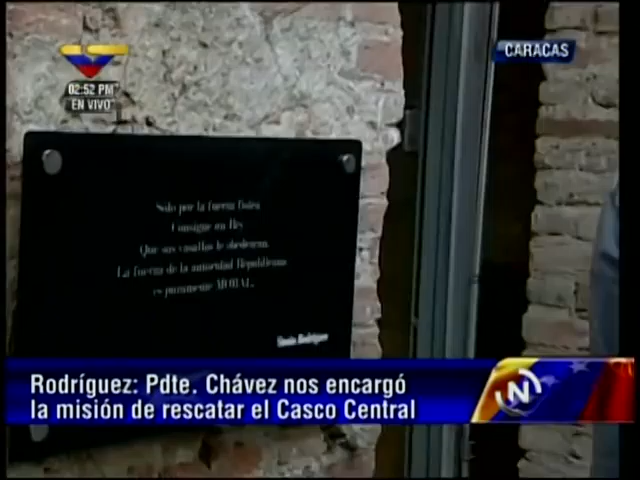 CARACAS
02:52 PM
EN VIVO
Solo por la fuerza física
Consigue un Rey
Que sus vasallos le obedezcan.
La fuerza de la autoridad Republicana
es puramente MORAL.
Simón Rodríguez
Rodríguez: Pdte. Chávez nos encargó
la misión de rescatar el Casco Central